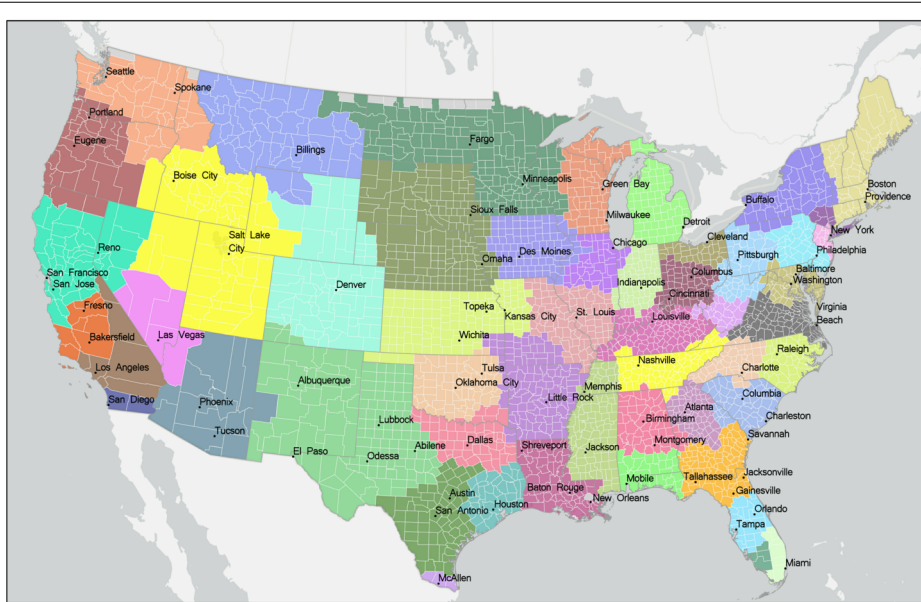 Seattle
Spokane
Portland
Eugene
Billings
Fargo
Minneapolis
Boise City
Green Bay
Boston
Providence
Buffalo
Sioux Falls
Milwaukee
Detroit
New York
Reno
Salt Lake
City
Omaha
Des Moines
Chicago
Cleveland
Pittsburgh
Philadelphia
San Francisco
San Jose
Denver
Indianapolis
Columbus
Cincinnati
Baltimore
Washington
Fresno
Topeka
Kansas City
St. Louis
Louisville
Virginia
Beach
Bakersfield
Las Vegas
Wichita
Raleigh
Los Angeles
Albuquerque
Tulsa
Oklahoma City
Nashville
Charlotte
San Diego
Phoenix
Memphis
Little Rock
Columbia
Tucson
Lubbock
Birmingham
Atlanta
Charleston
El Paso
Odessa
Abilene
Dallas
Shreveport
Jackson
Montgomery
Savannah
Austin
San Antonio
Houston
Baton Rouge
New Orleans
Mobile
Tallahassee
Jacksonville
Gainesville
Orlando
Tampa
McAllen
Miami